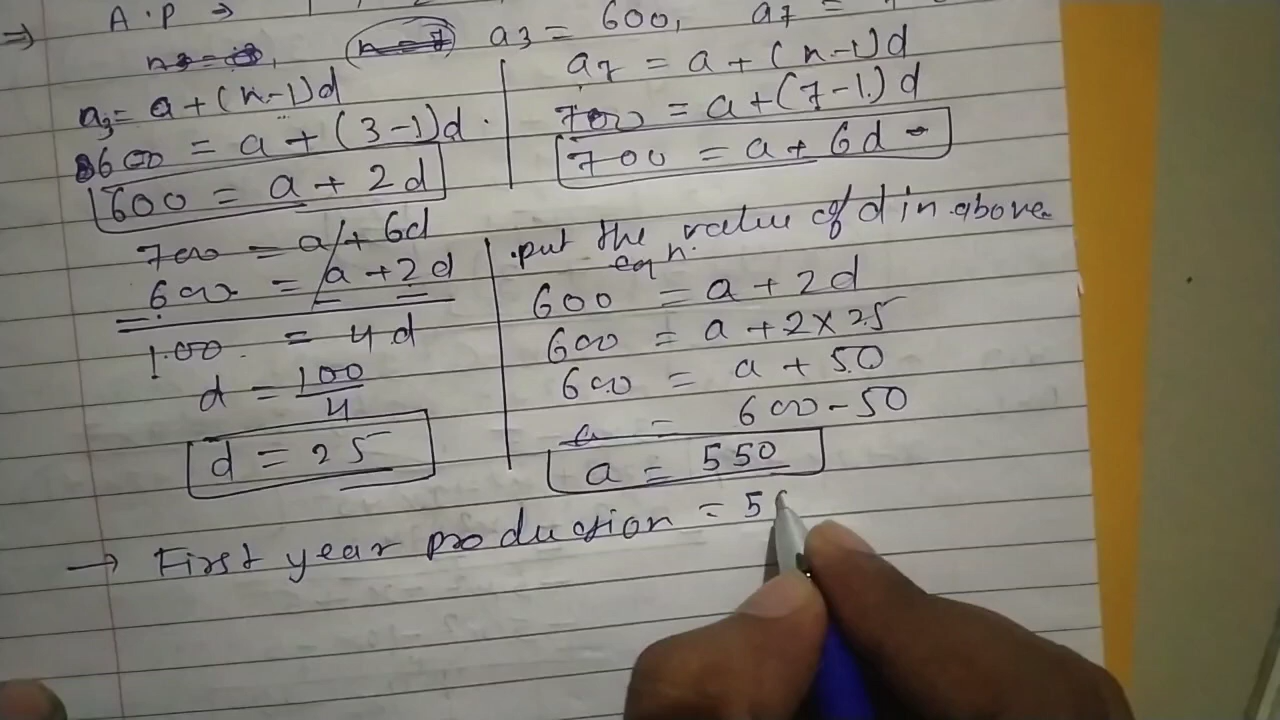 ⇒ A.P →
a3 = 600, a7 =
a3 = a + (n-1)d
600 = a + (3-1)d
600 = a + 2d
a7 = a + (n-1)d
700 = a + (7-1)d
700 = a + 6d
700 = a + 6d
600 = a + 2d
100 = 4d
d = 100/4
d = 25
put the value of d in above
eqn.
600 = a + 2d
600 = a + 2 × 25
600 = a + 50
a = 600 - 50
a = 550
→ First year production = 5